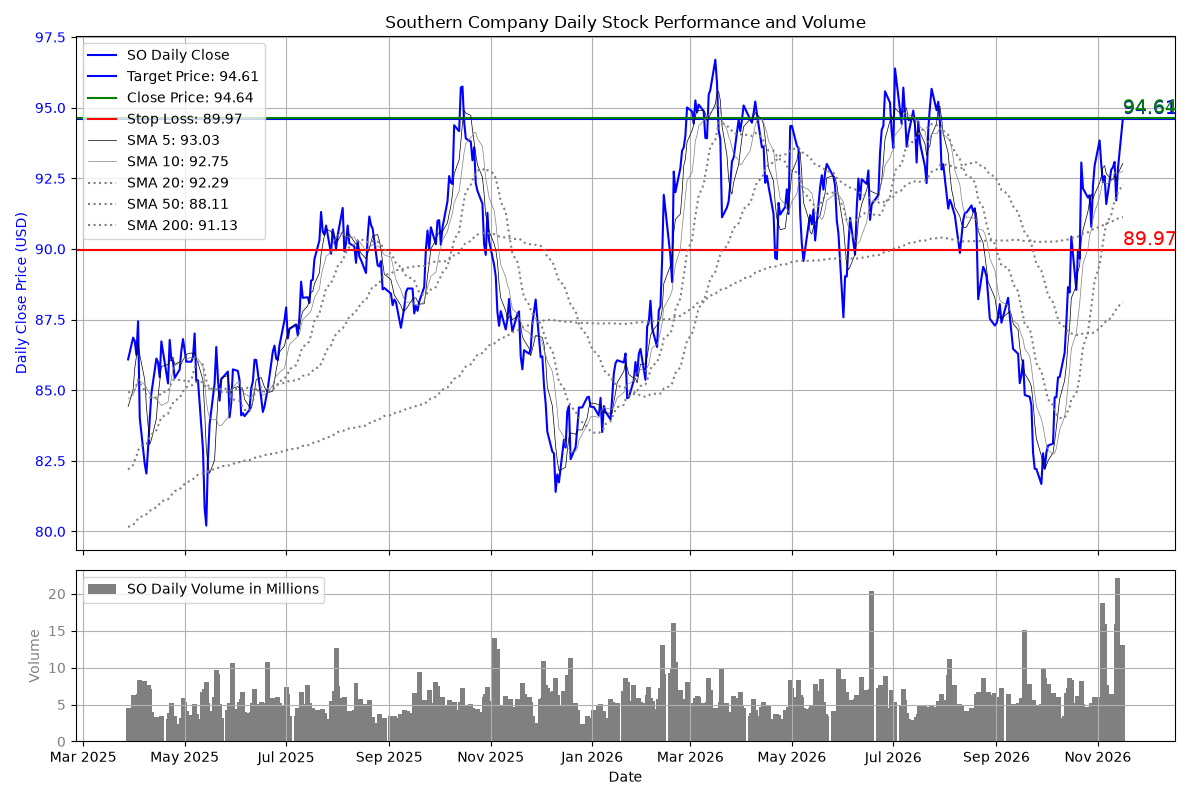 Southern Company Daily Stock Performance and Volume
97.5
95.0
92.5
90.0
87.5
85.0
82.5
80.0
Daily Close Price (USD)
SO Daily Close
Target Price: 94.61
Close Price: 94.64
Stop Loss: 89.97
SMA 5: 93.03
SMA 10: 92.75
SMA 20: 92.29
SMA 50: 88.11
SMA 200: 91.13
94.61
94.64
89.97
SO Daily Volume in Millions
20
15
10
5
0
Volume
Mar 2025 May 2025 Jul 2025 Sep 2025 Nov 2025 Jan 2026 Mar 2026 May 2026 Jul 2026 Sep 2026 Nov 2026
Date